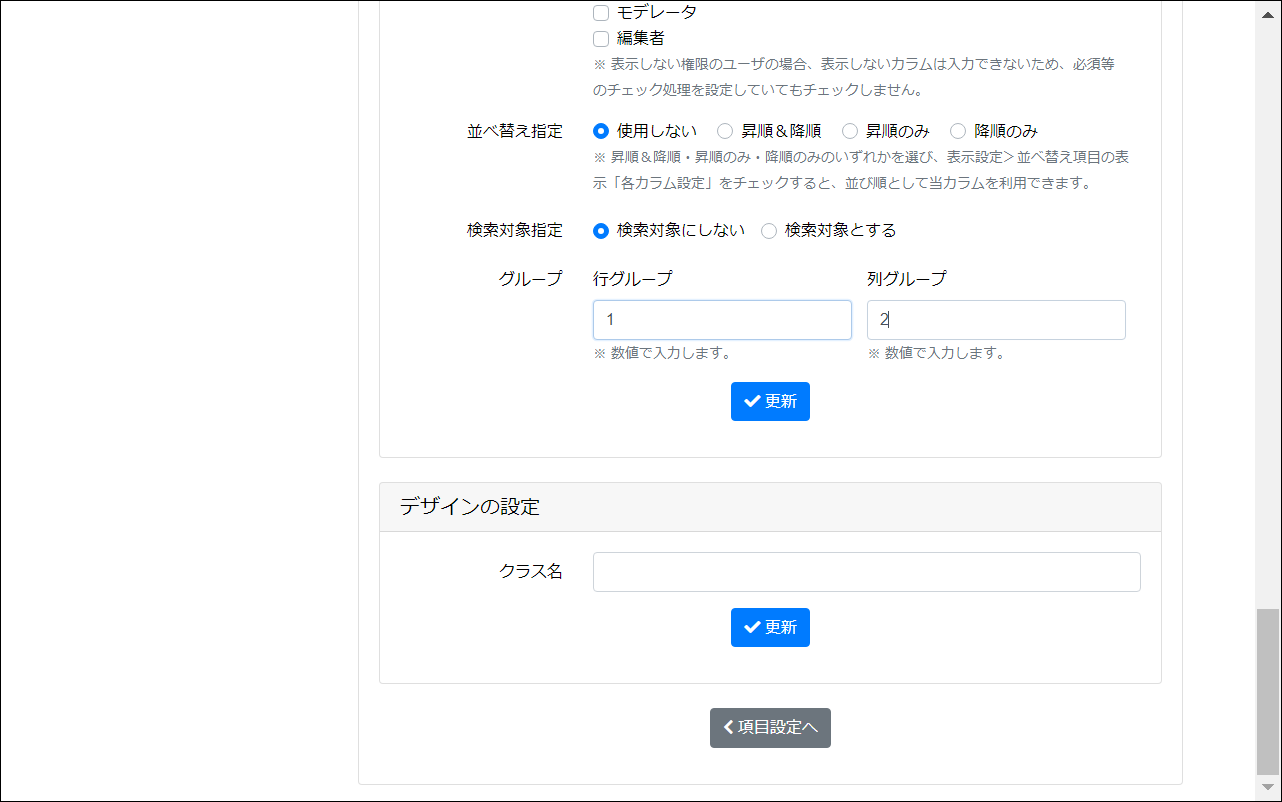 モデレータ
編集者
※ 表示しない権限のユーザの場合、表示しないカラムは入力できないため、必須等
のチェック処理を設定していてもチェックしません。
並べ替え指定 使用しない 昇順＆降順 昇順のみ 降順のみ
※ 昇順＆降順・昇順のみ・降順のみのいずれかを選び、表示設定＞並べ替え項目の表
示「各カラム設定」をチェックすると、並び順として当カラムを利用できます。
検索対象指定 検索対象にしない 検索対象とする
グループ 行グループ 列グループ
1 2
※ 数値で入力します。 ※ 数値で入力します。
更新
デザインの設定
クラス名
更新
項目設定へ